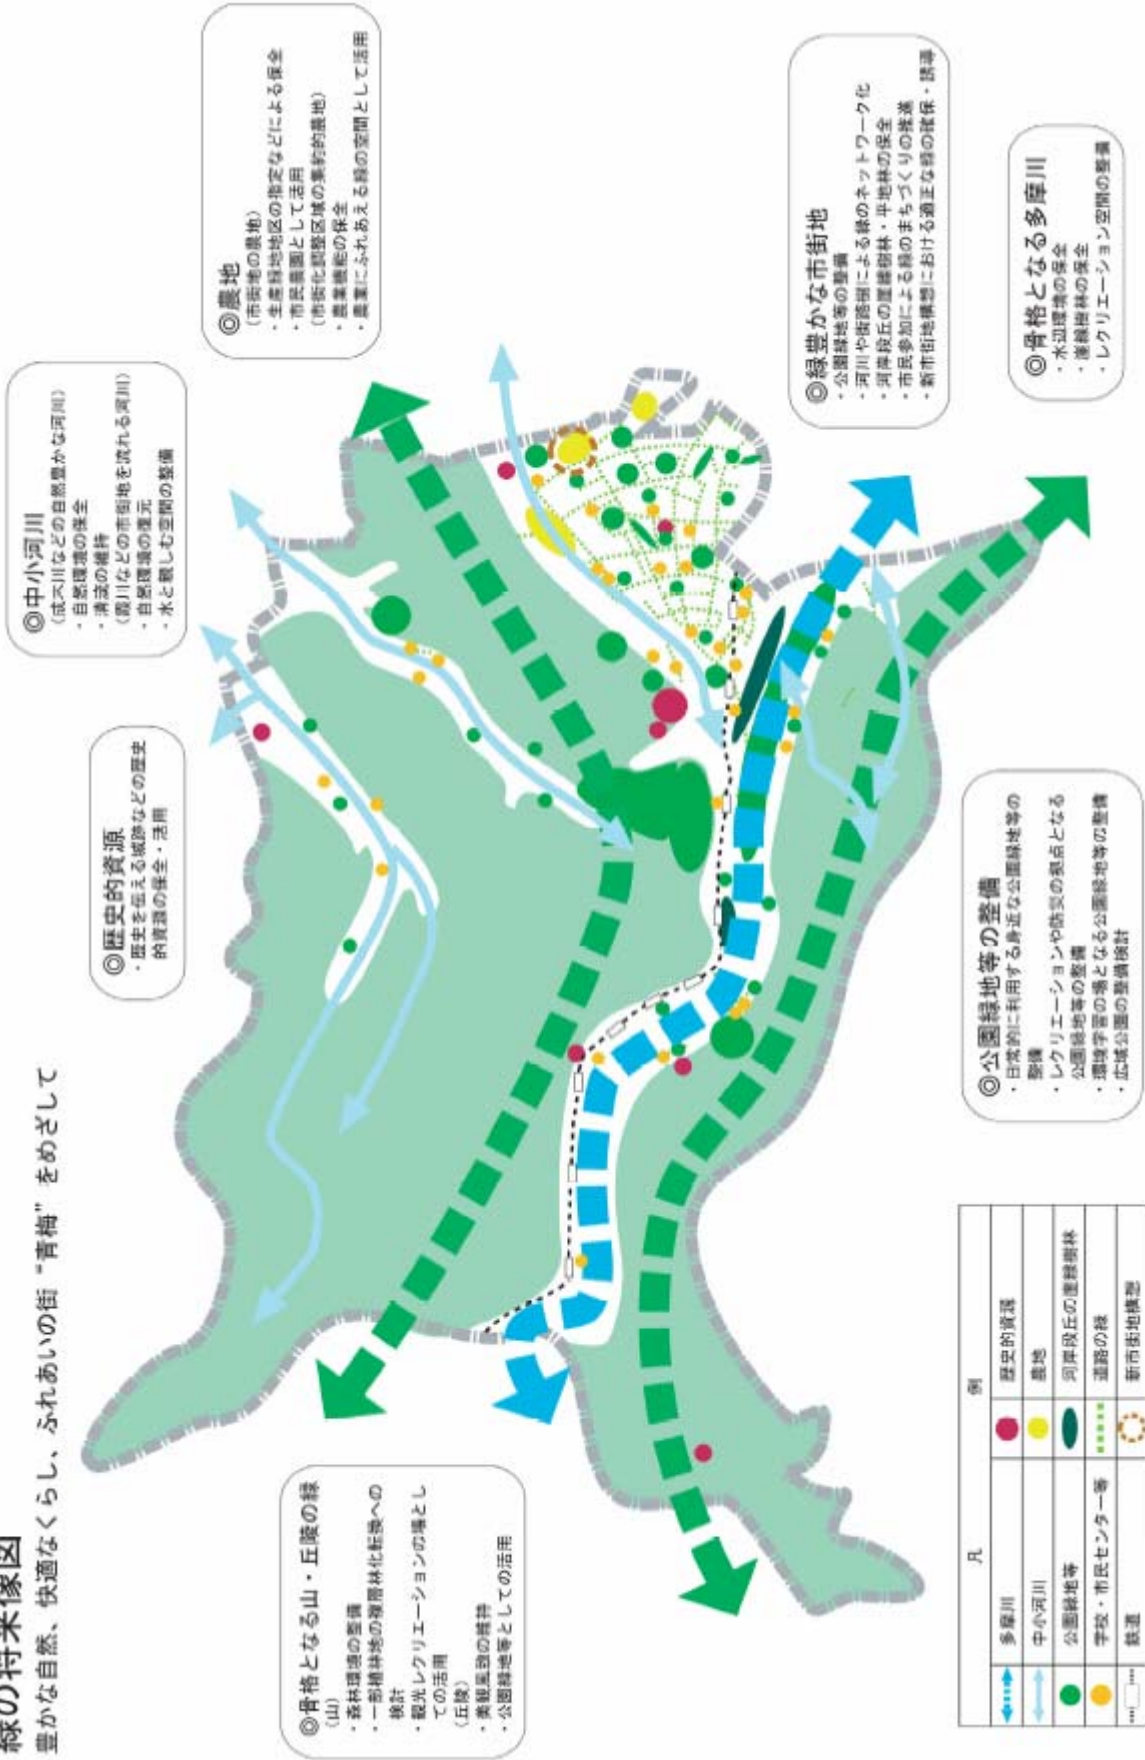 緑の将来像図
豊かな自然、快適なくらし、ふれあいの街“青梅”をめざして
◎骨格となる山・丘陵の緑
(山)
・森林環境の整備
・一部植林地の複層林化転換への
検討
・観光レクリエーションの場とし
ての活用
(丘陵)
・美観風致の維持
・公園緑地等としての活用
◎歴史的資源
・歴史を伝える城跡などの歴史
的資源の保全・活用
◎中小河川
(成木川などの自然豊かな河川)
・自然環境の保全
・清流の維持
(霞川などの市街地を流れる河川)
・自然環境の復元
・水と親しむ空間の整備
◎農地
(市街地の農地)
・生産緑地地区の指定などによる保全
・市民農園として活用
(市街化調整区域の集約的農地)
・農業機能の保全
・農業にふれあえる緑の空間として活用
◎緑豊かな市街地
・公園緑地等の整備
・河川や街路樹による緑のネットワーク化
・河岸段丘の崖線樹林・平地林の保全
・市民参加による緑のまちづくりの推進
・新市街地構想における適正な緑の確保・誘導
◎骨格となる多摩川
・水辺環境の保全
・崖線樹林の保全
・レクリエーション空間の整備
◎公園緑地等の整備
・日常的に利用する身近な公園緑地等の
整備
・レクリエーションや防災の拠点となる
公園緑地等の整備
・環境学習の場となる公園緑地等の整備
・広域公園の整備検討
凡 例
多摩川 歴史的資源
中小河川 農地
公園緑地等 河岸段丘の崖線樹林
学校・市民センター等 道路の緑
鉄道 新市街地構想